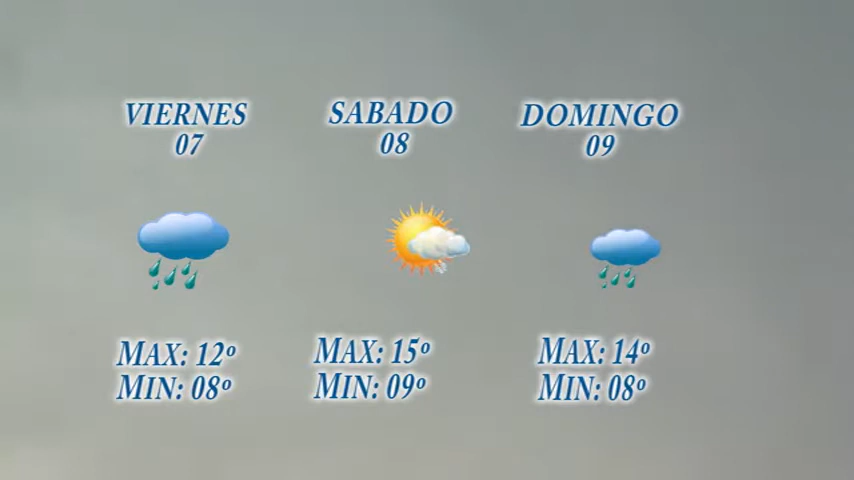 VIERNES
07
SABADO
08
DOMINGO
09
MAX: 12º
MIN: 08º
MAX: 15º
MIN: 09º
MAX: 14º
MIN: 08º